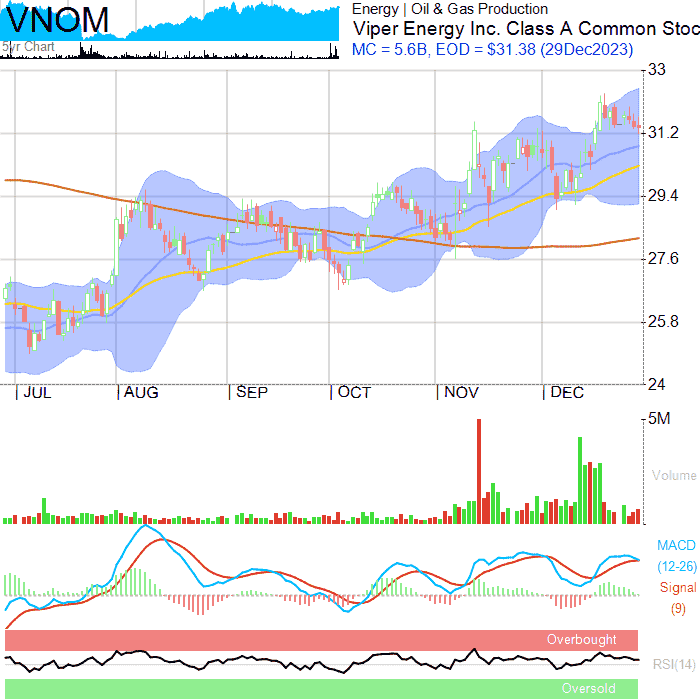 VNOM
5yr Chart
Energy | Oil & Gas Production
Viper Energy Inc. Class A Common Stoc
MC = 5.6B, EOD = $31.38 (29Dec2023)
33
31.2
29.4
27.6
25.8
24
JUL AUG SEP OCT NOV DEC
5M
Volume
MACD
(12-26)
Signal
(9)
Overbought
RSI(14)
Oversold